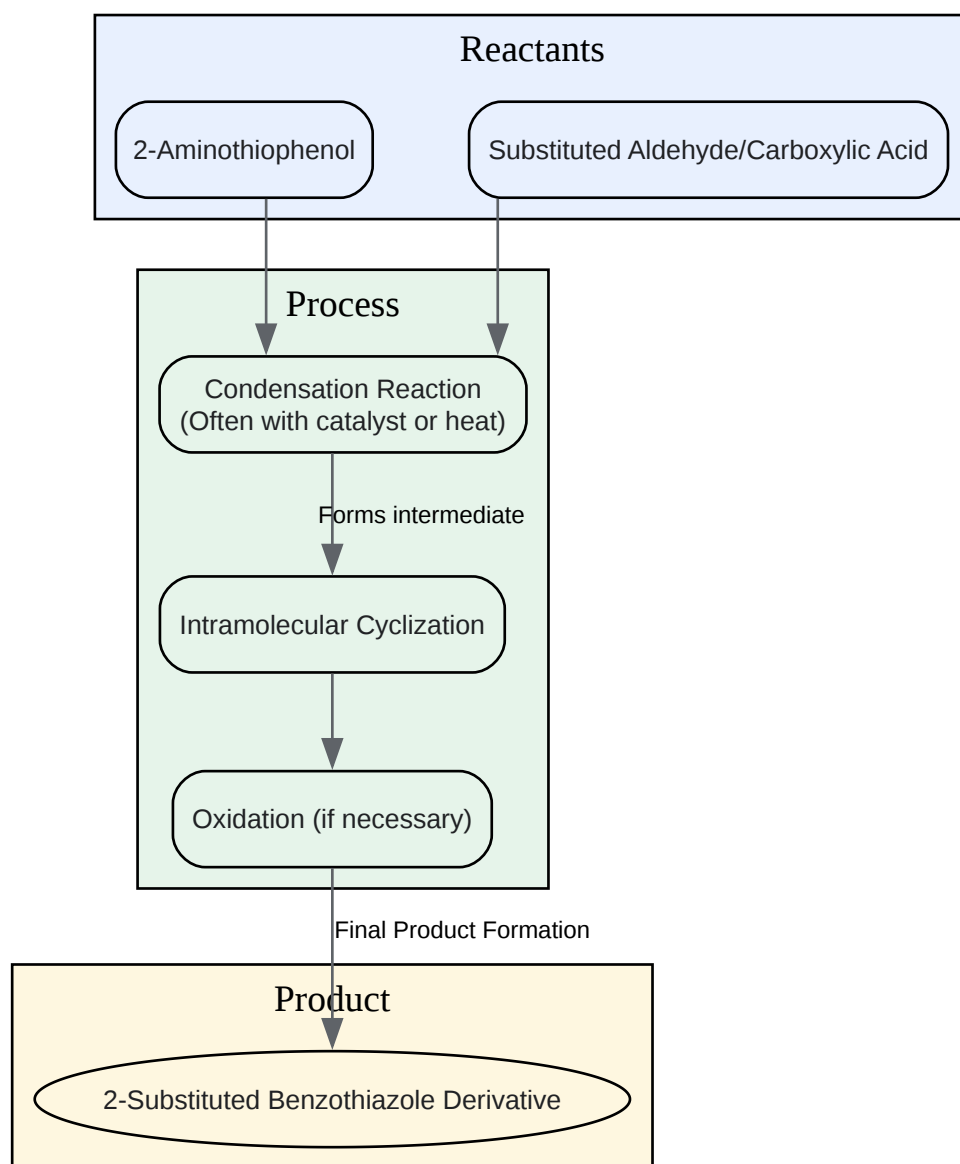 Reactants
2-Aminothiophenol
Substituted Aldehyde/Carboxylic Acid
Process
Condensation Reaction
(Often with catalyst or heat)
Forms intermediate
Intramolecular Cyclization
Oxidation (if necessary)
Final Product Formation
Product
2-Substituted Benzothiazole Derivative